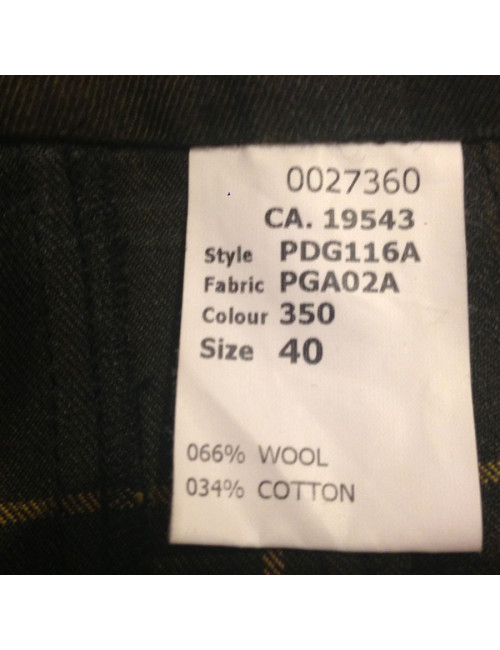 0027360
CA. 19543
Style PDG116A
Fabric PGA02A
Colour 350
Size 40
066% WOOL
034% COTTON